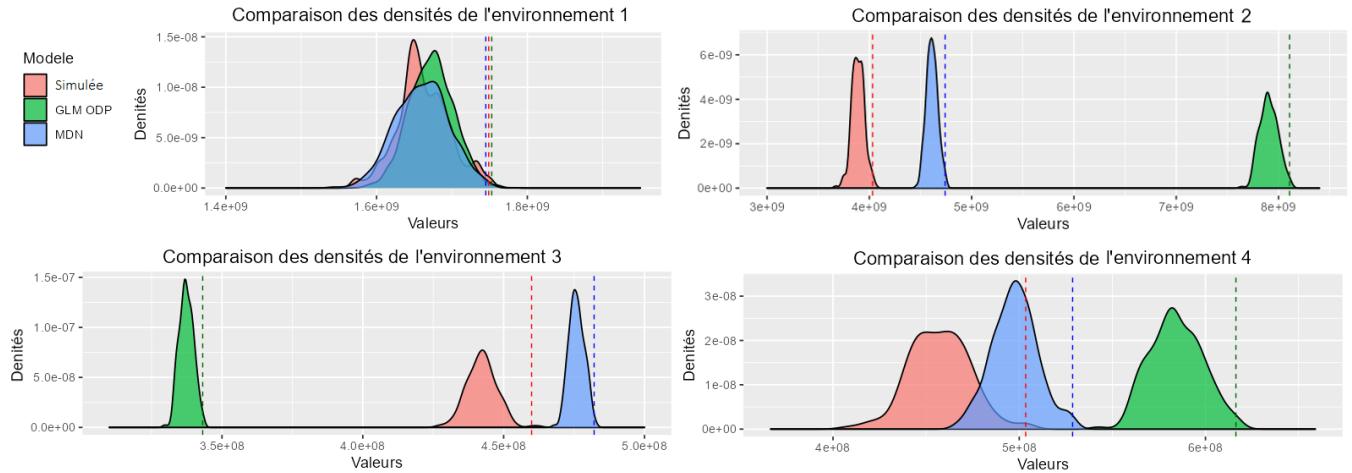 Comparaison des densités de l'environnement 1
Modele
Simulée
GLM ODP
MDN
Denités
1.5e-08
1.0e-08
5.0e-09
0.0e+00
1.4e+09
1.6e+09
1.8e+09
Valeurs
Comparaison des densités de l'environnement 2
Denités
6e-09
4e-09
2e-09
0e+00
3e+09
4e+09
5e+09
6e+09
7e+09
8e+09
Valeurs
Comparaison des densités de l'environnement 3
Denités
1.5e-07
1.0e-07
5.0e-08
0.0e+00
3.5e+08
4.0e+08
4.5e+08
5.0e+08
Valeurs
Comparaison des densités de l'environnement 4
Denités
3e-08
2e-08
1e-08
0e+00
4e+08
5e+08
6e+08
Valeurs